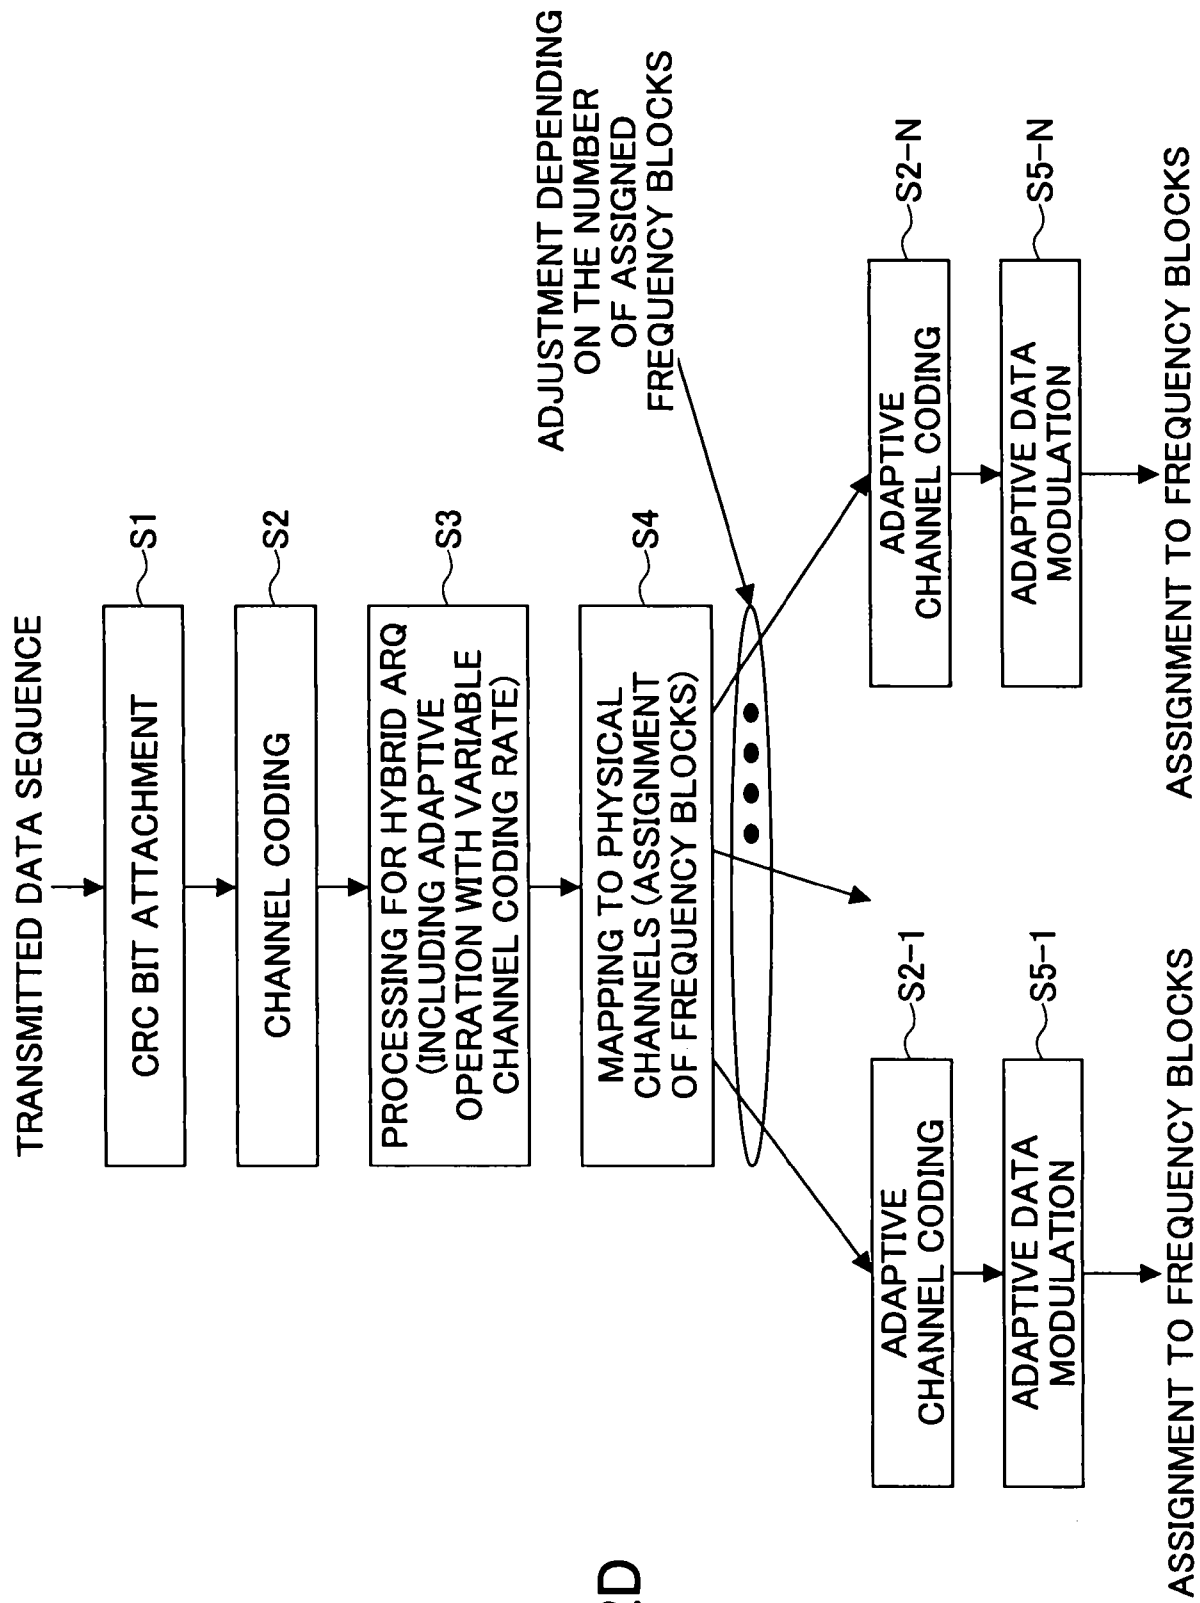 TRANSMITTED DATA SEQUENCE
CRC BIT ATTACHMENT
S1
CHANNEL CODING
S2
PROCESSING FOR HYBRID ARQ
(INCLUDING ADAPTIVE
OPERATION WITH VARIABLE
CHANNEL CODING RATE)
S3
MAPPING TO PHYSICAL
CHANNELS (ASSIGNMENT
OF FREQUENCY BLOCKS)
S4
ADJUSTMENT DEPENDING
ON THE NUMBER
OF ASSIGNED
FREQUENCY BLOCKS
ADAPTIVE
CHANNEL CODING
S2-1
ADAPTIVE DATA
MODULATION
S5-1
ASSIGNMENT TO FREQUENCY BLOCKS
ADAPTIVE
CHANNEL CODING
S2-N
ADAPTIVE DATA
MODULATION
S5-N
ASSIGNMENT TO FREQUENCY BLOCKS